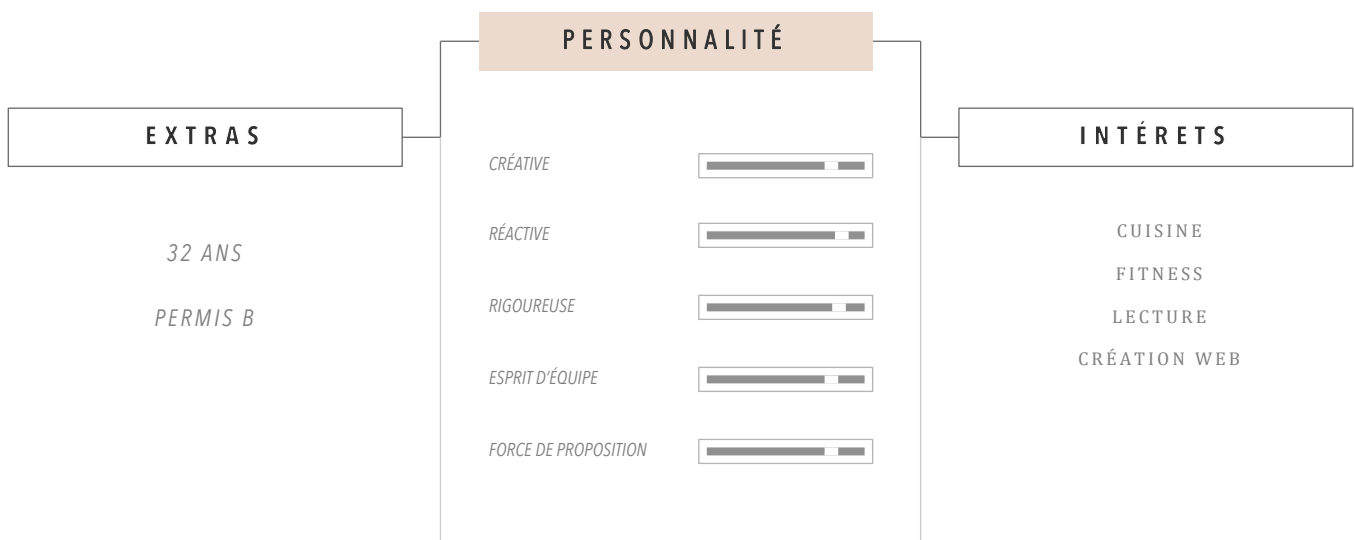 PERSONNALITÉ
EXTRAS
32 ANS
PERMIS B
CRÉATIVE
RÉACTIVE
RIGOUREUSE
ESPRIT D'ÉQUIPE
FORCE DE PROPOSITION
INTÉRETS
CUISINE
FITNESS
LECTURE
CRÉATION WEB